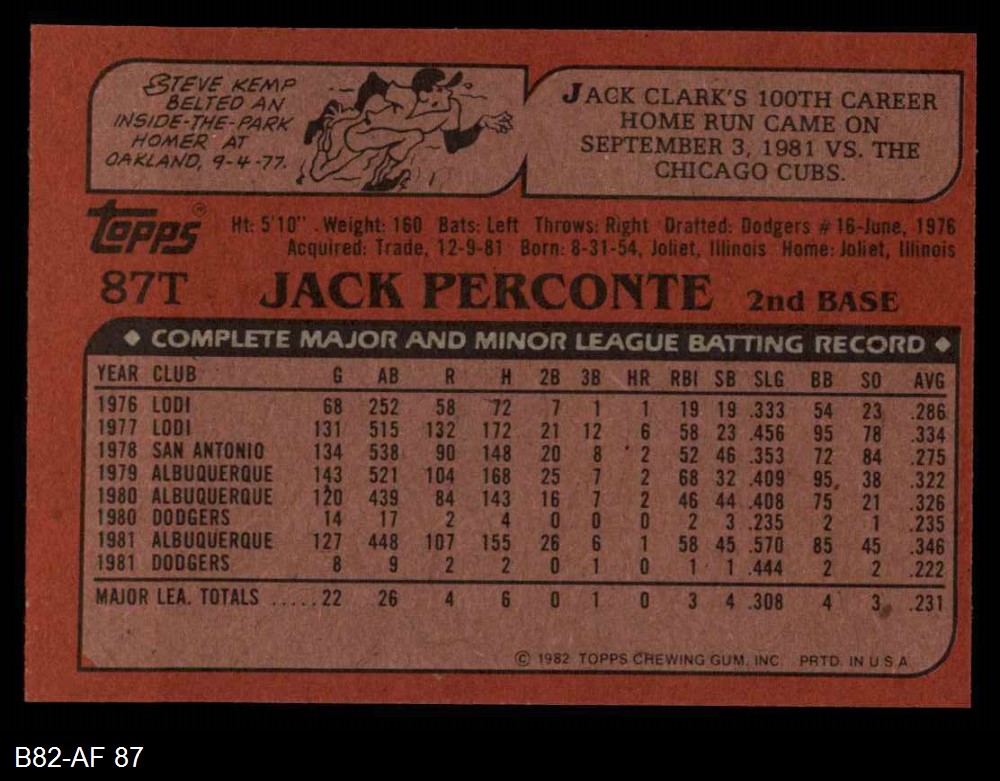 STEVE KEMP
BELTED AN
INSIDE-THE-PARK
HOMER AT
OAKLAND, 9-4-77.
JACK CLARK'S 100TH CAREER
HOME RUN CAME ON
SEPTEMBER 3, 1981 VS. THE
CHICAGO CUBS.
Topps®
Ht: 5'10" Weight: 160 Bats: Left Throws: Right Drafted: Dodgers #16-June, 1976
Acquired: Trade, 12-9-81 Born: 8-31-54, Joliet, Illinois Home: Joliet, Illinois
87T JACK PERCONTE 2nd BASE
◆ COMPLETE MAJOR AND MINOR LEAGUE BATTING RECORD ◆
YEAR CLUB G AB R H 2B 3B HR RBI SB SLG BB SO AVG
1976 LODI 68 252 58 72 7 1 1 19 19 .333 54 23 .286
1977 LODI 131 515 132 172 21 12 6 58 23 .456 95 78 .334
1978 SAN ANTONIO 134 538 90 148 20 8 2 52 46 .353 72 84 .275
1979 ALBUQUERQUE 143 521 104 168 25 7 2 68 32 .409 95 38 .322
1980 ALBUQUERQUE 120 439 84 143 16 7 2 46 44 .408 75 21 .326
1980 DODGERS 14 17 2 4 0 0 0 2 3 .235 2 1 .235
1981 ALBUQUERQUE 127 448 107 155 26 6 1 58 45 .570 85 45 .346
1981 DODGERS 8 9 2 2 0 1 0 1 1 .444 2 2 .222
MAJOR LEA. TOTALS .....22 26 4 6 0 1 0 3 4 .308 4 3 .231
© 1982 TOPPS CHEWING GUM, INC. PRTD. IN U S A
B82-AF 87